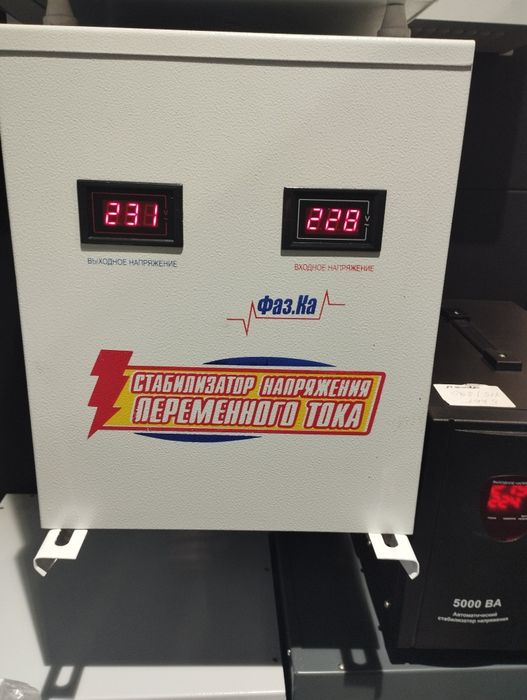 231 V
228 V
ВЫХОДНОЕ НАПРЯЖЕНИЕ
ВХОДНОЕ НАПРЯЖЕНИЕ
Фаз.Ка
СТАБИЛИЗАТОР НАПРЯЖЕНИЯ
ПЕРЕМЕННОГО ТОКА
5000 ВА
Автоматический
стабилизатор напряжения